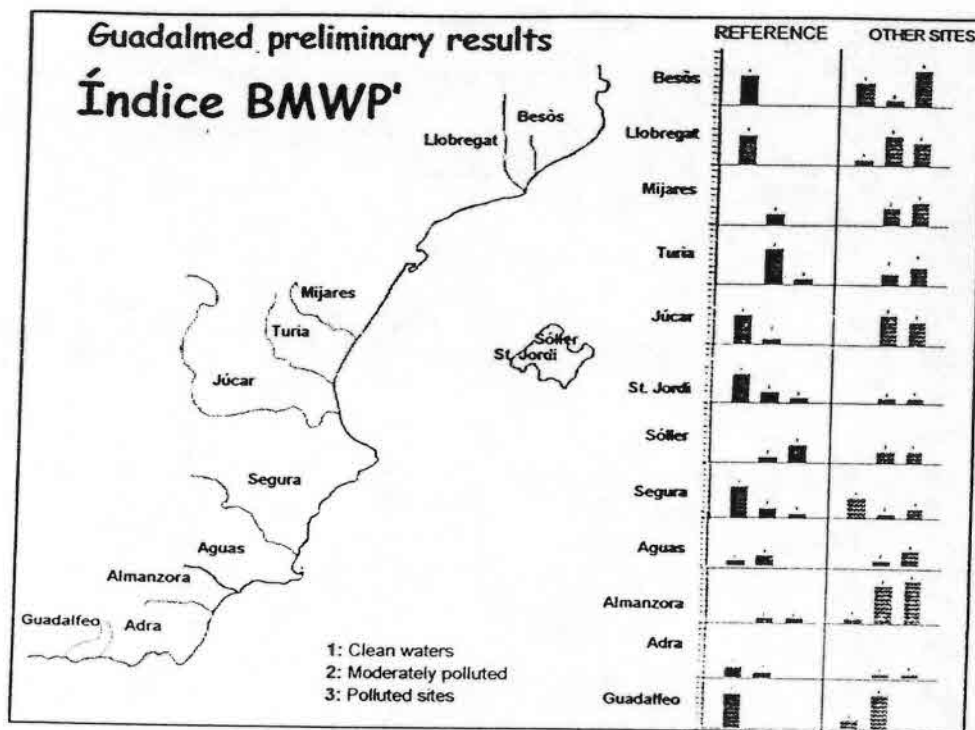 Guadalmed preliminary results
Índice BMWP'
REFERENCE
OTHER SITES
Besòs
Llobregat
Mijares
Turia
Júcar
St. Jordi
Sóller
Segura
Aguas
Almanzora
Adra
Guadalfeo
Llobregat
Besòs
Mijares
Turia
Júcar
Sóller
St. Jordi
Segura
Aguas
Almanzora
Guadalfeo
Adra
1: Clean waters
2: Moderately polluted
3: Polluted sites